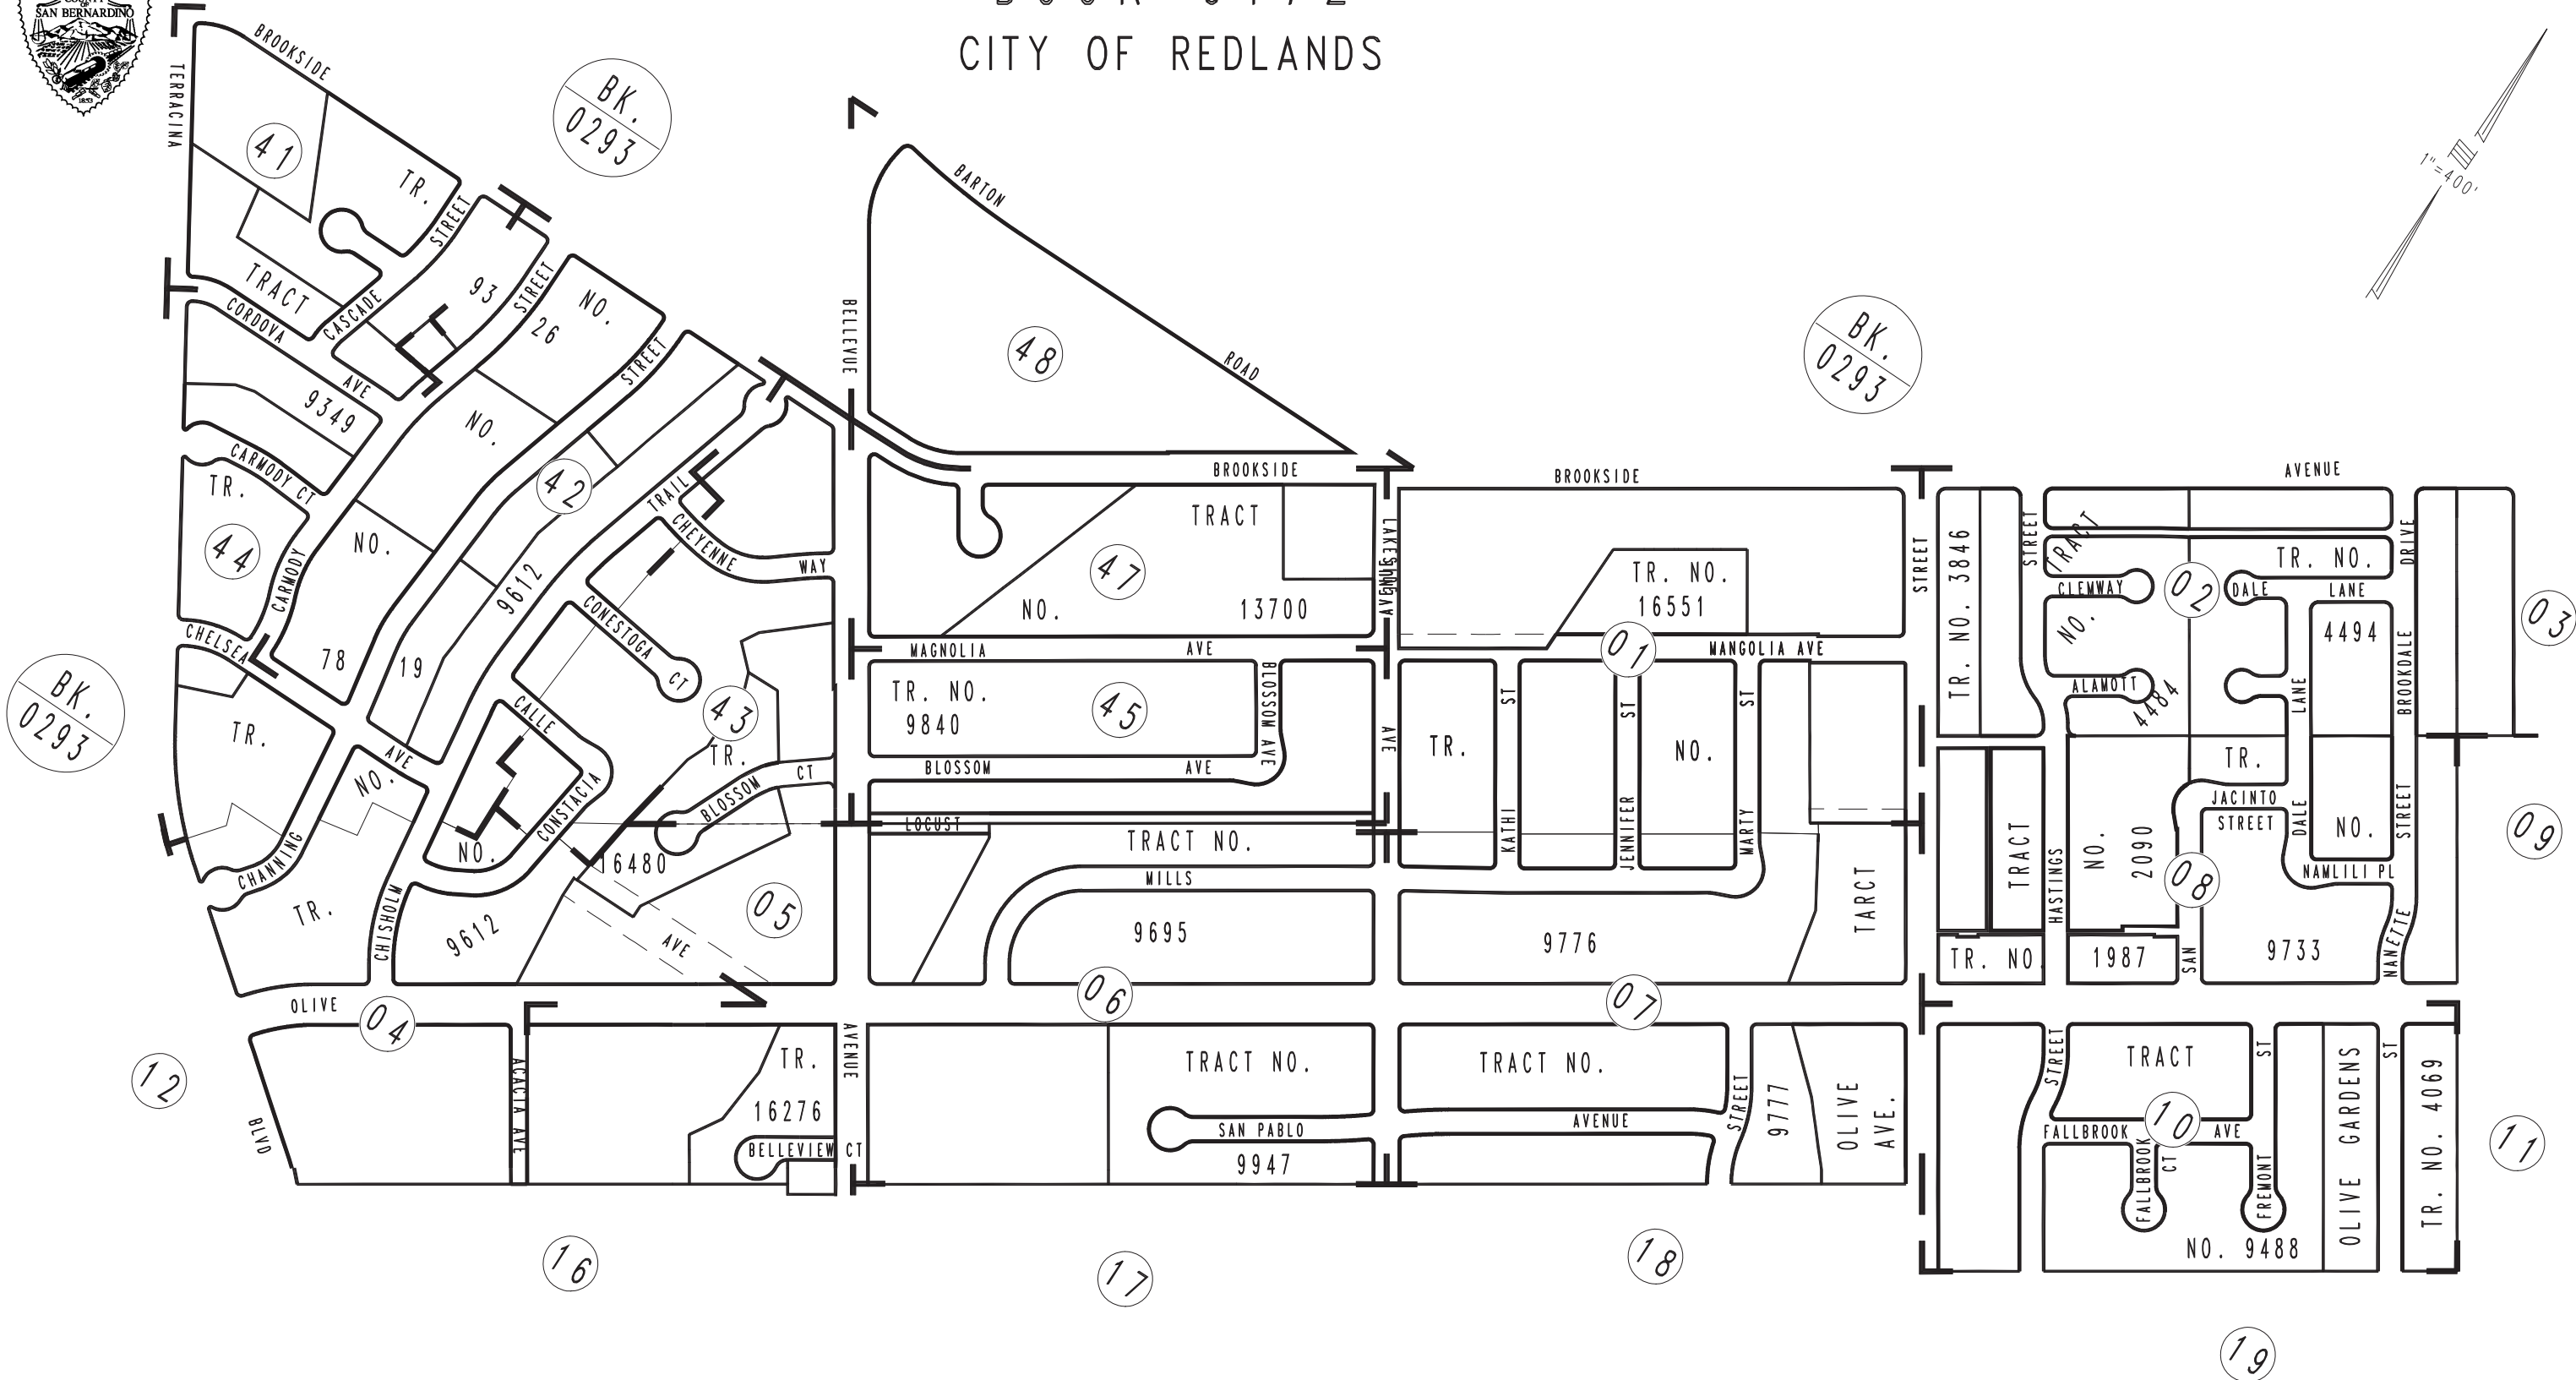 SAN BERNARDINO
1853
CITY OF REDLANDS
BROOKSIDE
TERRACINA
BK.
0293
41
TR.
TRACT
STREET
CASCADE
CORDOVA
AVE
9349
93
STREET
26
NO.
STREET
NO.
NO.
42
CARMODY CT
TR.
44
CARMODY
CHELSEA
AVE
78
19
9612
TRAIL
CHEYENNE
WAY
CONESTOGA
CT
43
TR.
CALLE
CONSTACIA
NO.
BLOSSOM
CT
16480
05
AVE
BK.
0293
TR.
NO.
CHANNING
TR.
CHISHOLM
9612
OLIVE
04
12
BLVD
ACACIA AVE
TR.
16276
BELLEVIEW CT
AVENUE
16
BELLEVUE
BARTON
ROAD
48
BROOKSIDE
TRACT
47
NO.
13700
MAGNOLIA
AVE
TR. NO.
9840
45
BLOSSOM AVE
BLOSSOM
AVE
LOCUST
TRACT NO.
MILLS
9695
06
TRACT NO.
SAN PABLO
9947
17
BK.
0293
1"=400'
BROOKSIDE
TR. NO.
16551
01
MANGOLIA AVE
AVE
TR.
KATHI
ST
JENNIFER
ST
NO.
MARTY
ST
TARCT
9776
07
TRACT NO.
AVENUE
STREET
9777
OLIVE
AVE.
18
STREET
AVENUE
TR. NO. 3846
STREET
TRACT
CLEMWAY
02
DALE
LANE
TR. NO.
DRIVE
03
NO.
4494
ALAMOTT
4484
LANE
BROOKDALE
TR.
JACINTO
STREET
DALE
NO.
STREET
09
TRACT
HASTINGS
NO.
2090
08
NAMLILI PL
TR. NO
1987
SAN
9733
NANETTE
STREET
TRACT
ST
OLIVE GARDENS
ST
TR. NO. 4069
10
FALLBROOK
AVE
11
FALLBROOK
CT
FREMONT
NO. 9488
19